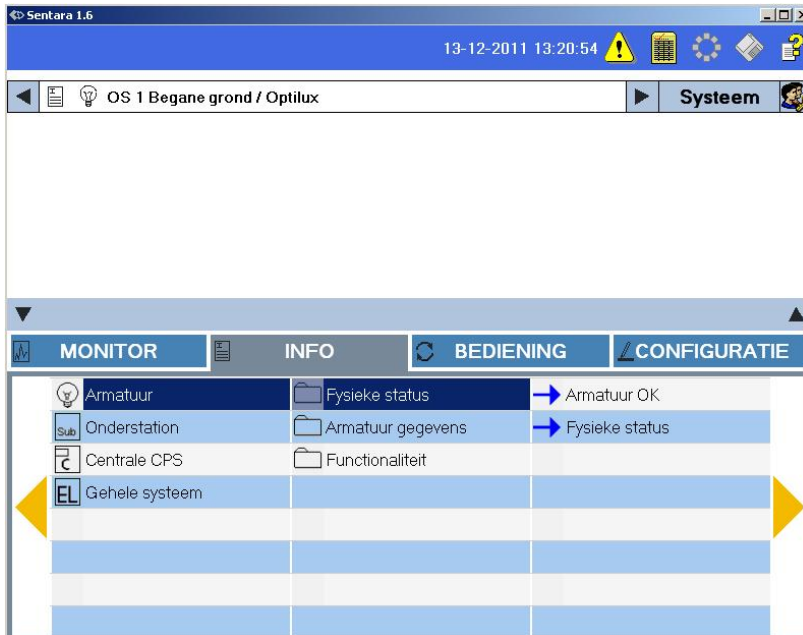 Sentara 1.6
13-12-2011 13:20:54
OS 1 Begane grond / Optilux
Systeem
MONITOR INFO BEDIENING CONFIGURATIE
Armatuur Fysieke status Armatuur OK
Sub Onderstation Armatuur gegevens Fysieke status
C Centrale CPS Functionaliteit
EL Gehele systeem